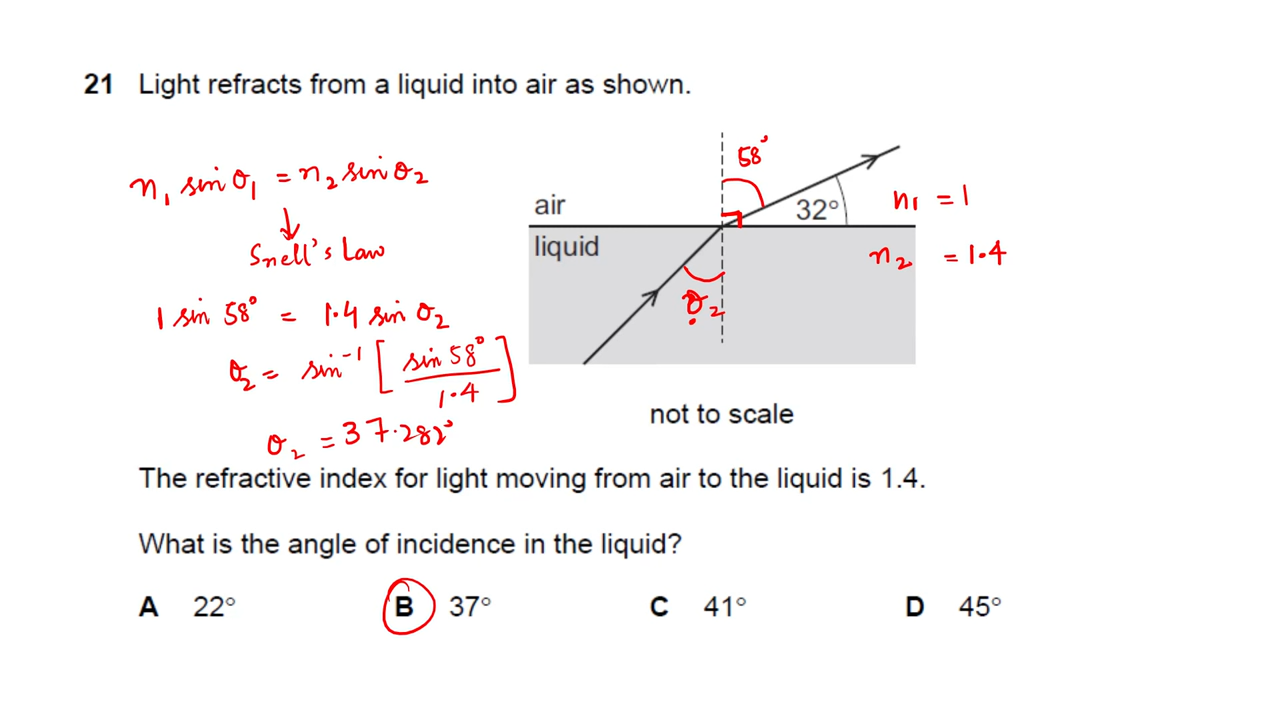 21 Light refracts from a liquid into air as shown.
n₁ sin θ₁ = n₂ sin θ₂
↓
Snell's Law
1 sin 58° = 1.4 sin θ₂
θ₂ = sin⁻¹ [ sin 58° / 1.4 ]
θ₂ = 37.282°
58°
air
32°
n₁ = 1
liquid
n₂ = 1.4
θ₂
?
not to scale
The refractive index for light moving from air to the liquid is 1.4.
What is the angle of incidence in the liquid?
A 22° B 37° C 41° D 45°